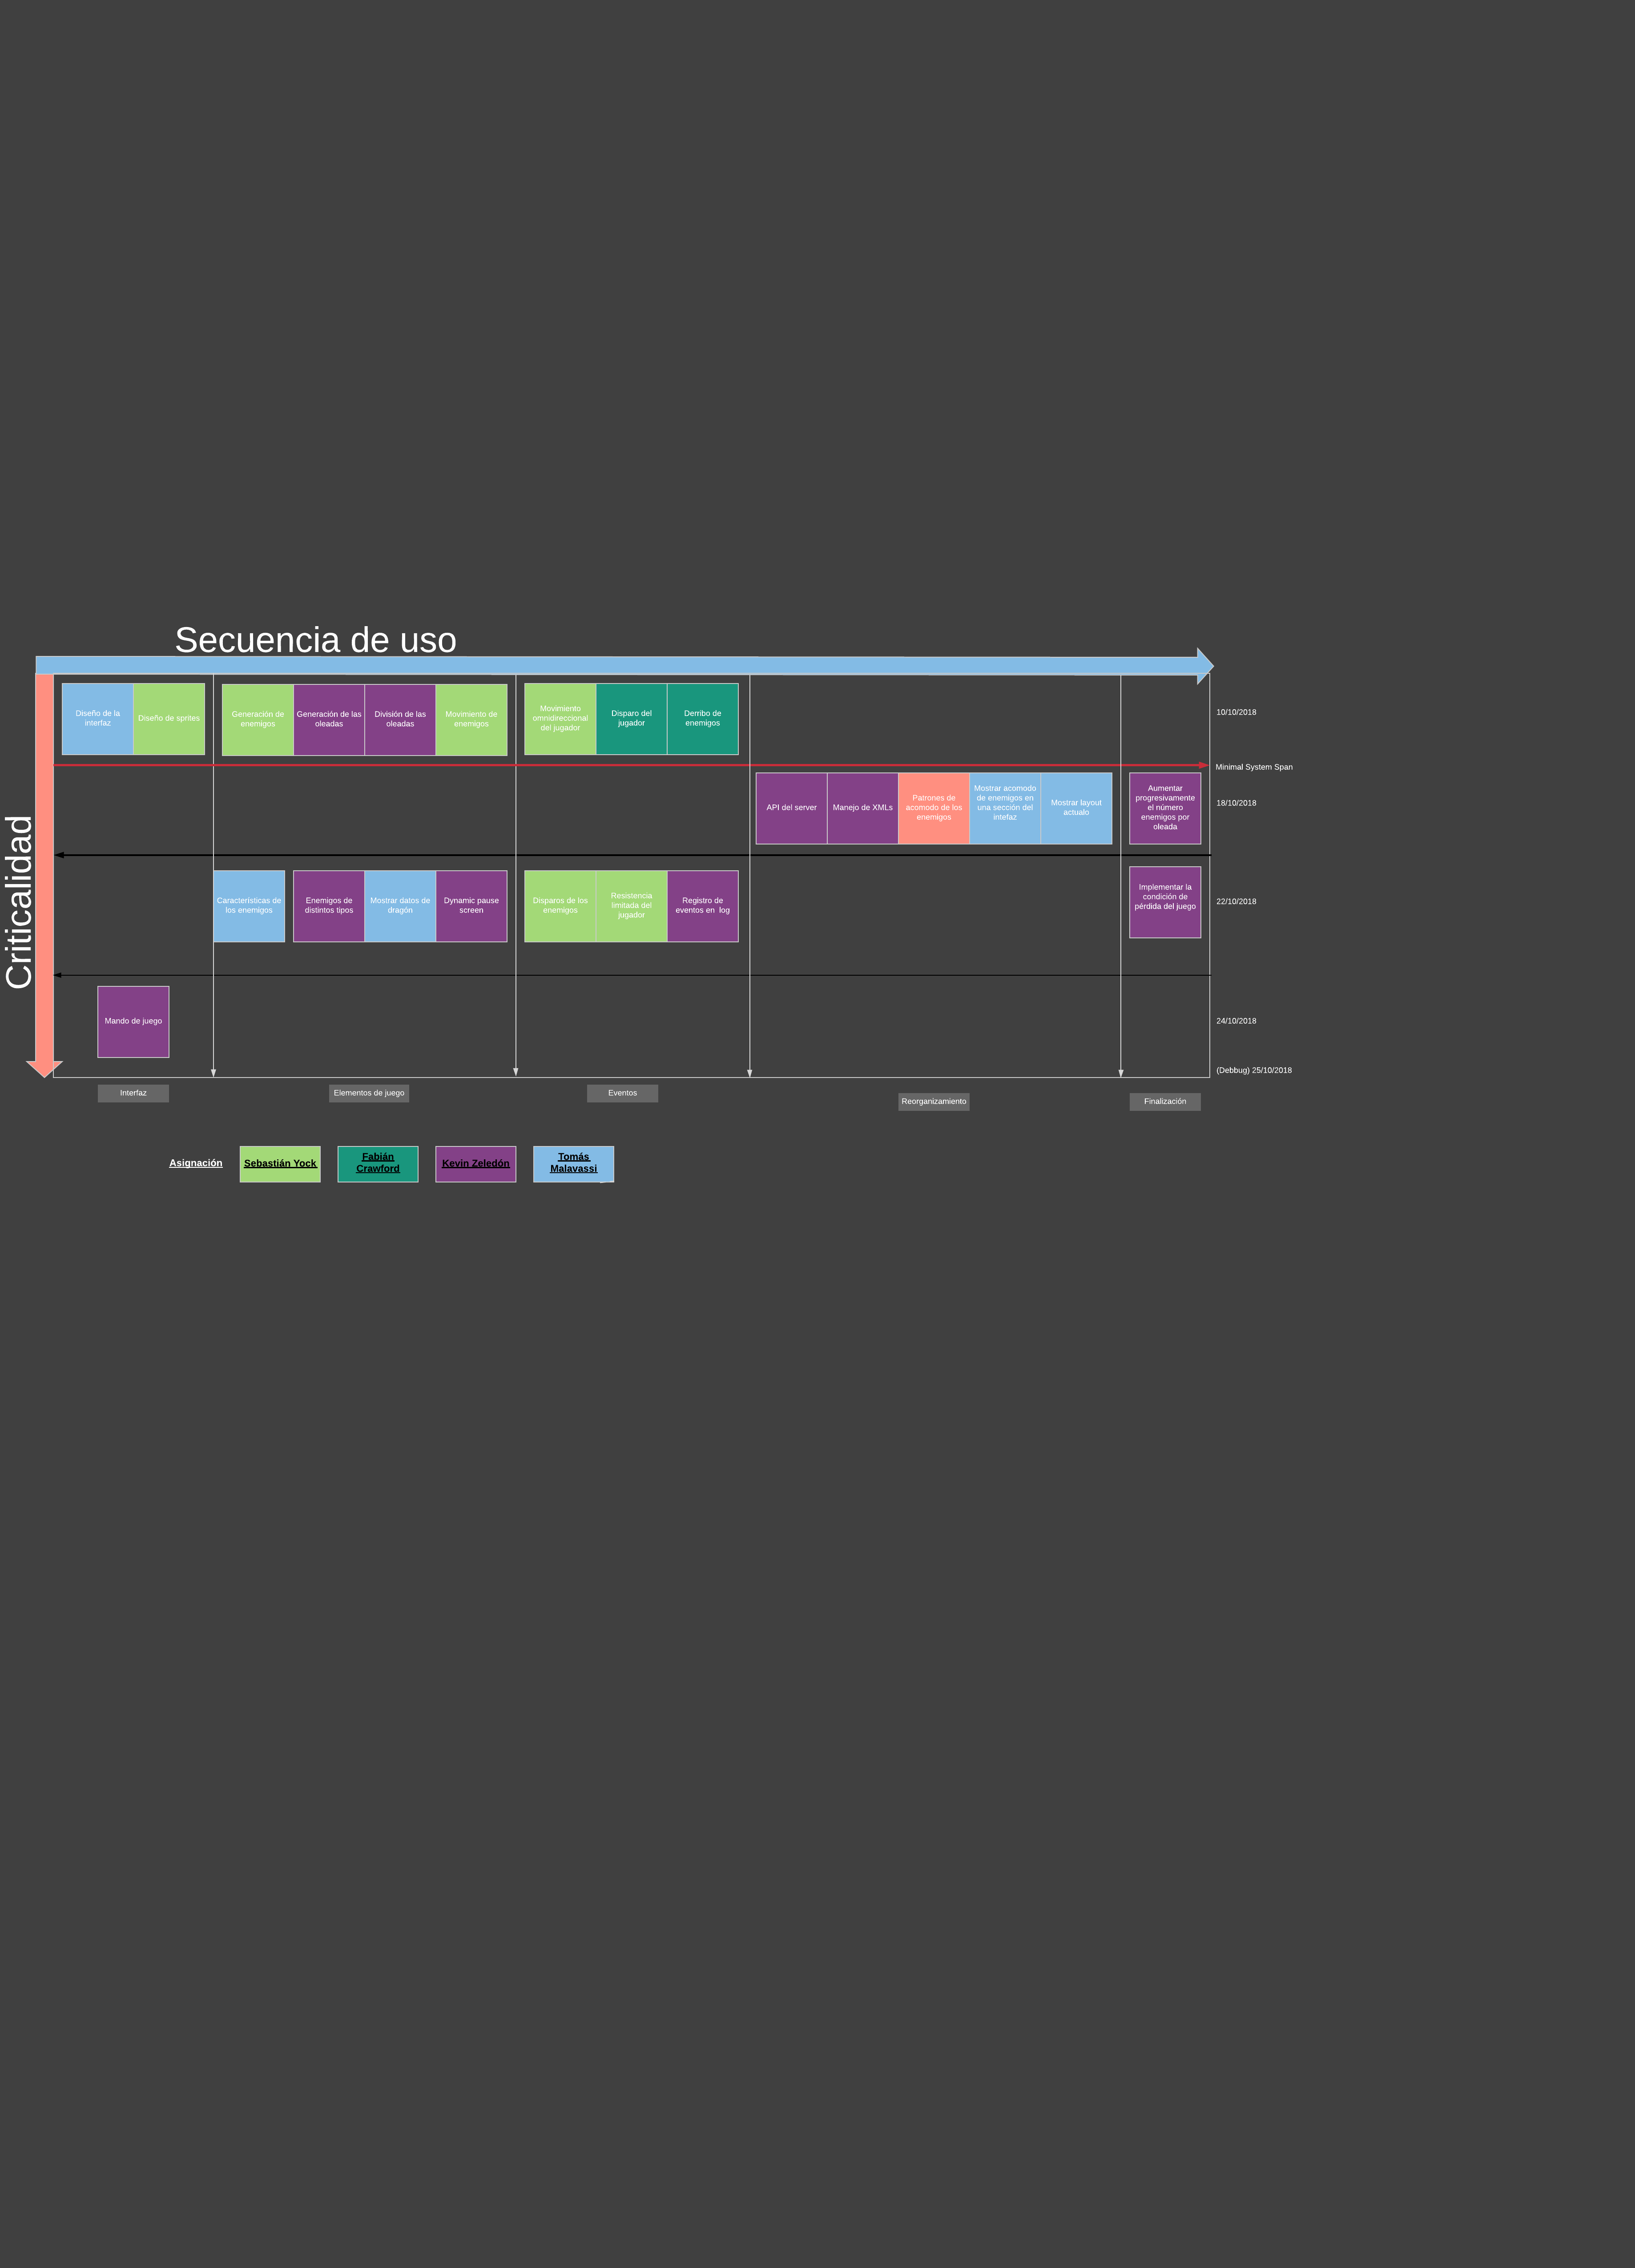 Secuencia de uso
Criticalidad
Diseño de la
interfaz
Diseño de sprites
Generación de
enemigos
Generación de las
oleadas
División de las
oleadas
Movimiento de
enemigos
Movimiento
omnidireccional
del jugador
Disparo del
jugador
Derribo de
enemigos
10/10/2018
Minimal System Span
API del server
Manejo de XMLs
Patrones de
acomodo de los
enemigos
Mostrar acomodo
de enemigos en
una sección del
intefaz
Mostrar layout
actualo
Aumentar
progresivamente
el número
enemigos por
oleada
18/10/2018
Características de
los enemigos
Enemigos de
distintos tipos
Mostrar datos de
dragón
Dynamic pause
screen
Disparos de los
enemigos
Resistencia
limitada del
jugador
Registro de
eventos en log
Implementar la
condición de
pérdida del juego
22/10/2018
Mando de juego
24/10/2018
(Debbug) 25/10/2018
Interfaz
Elementos de juego
Eventos
Reorganizamiento
Finalización
Asignación
Sebastián Yock
Fabián
Crawford
Kevin Zeledón
Tomás
Malavassi